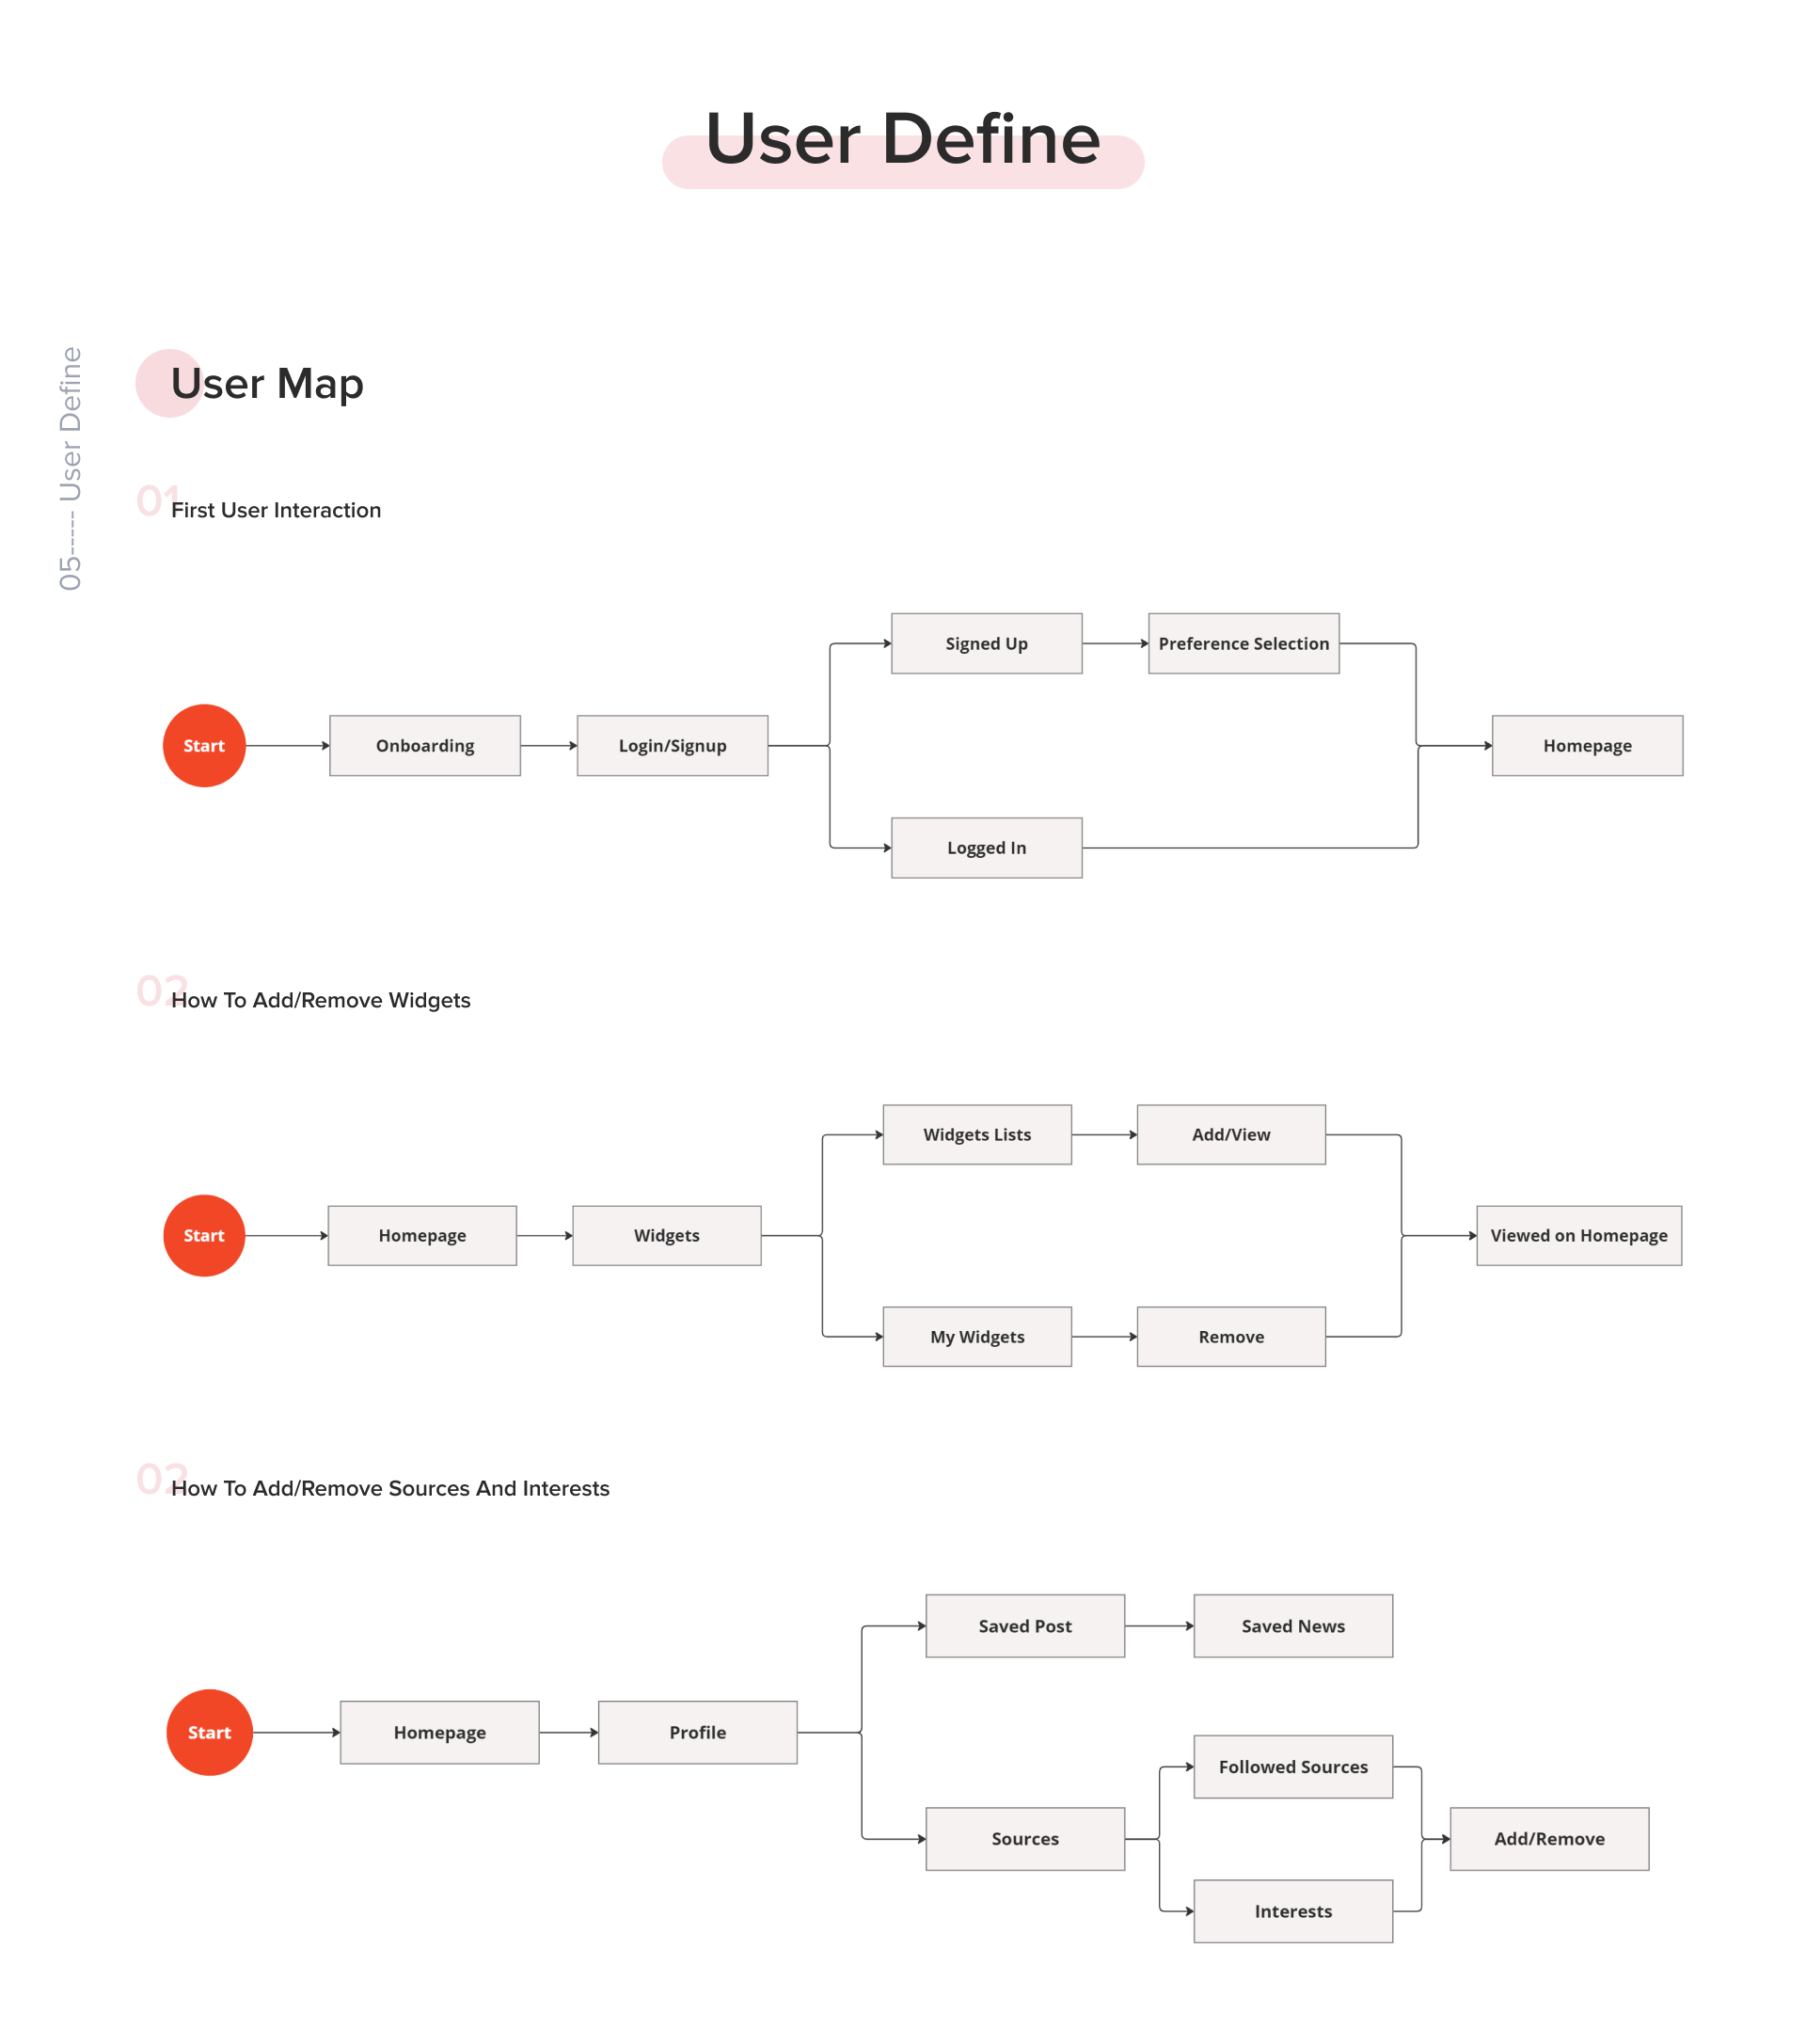 User Define
05----- User Define
User Map
01
First User Interaction
Signed Up
Preference Selection
Start
Onboarding
Login/Signup
Homepage
Logged In
02
How To Add/Remove Widgets
Widgets Lists
Add/View
Start
Homepage
Widgets
Viewed on Homepage
My Widgets
Remove
02
How To Add/Remove Sources And Interests
Saved Post
Saved News
Start
Homepage
Profile
Followed Sources
Sources
Add/Remove
Interests